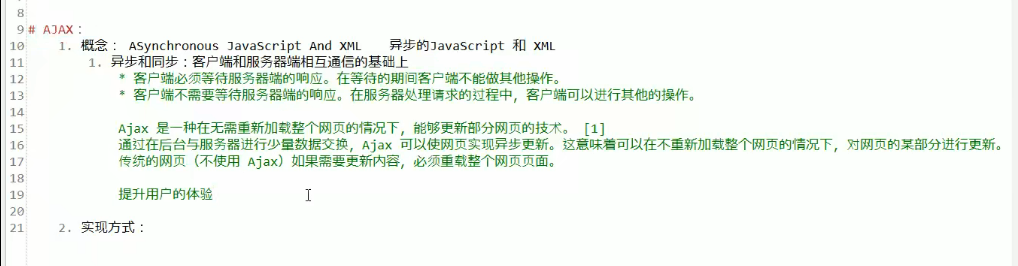 8
9 # AJAX：
10 1. 概念： ASynchronous JavaScript And XML 异步的JavaScript 和 XML
11 1. 异步和同步：客户端和服务器端相互通信的基础上
12 * 客户端必须等待服务器端的响应。在等待的期间客户端不能做其他操作。
13 * 客户端不需要等待服务器端的响应。在服务器处理请求的过程中，客户端可以进行其他的操作。
14
15 Ajax 是一种在无需重新加载整个网页的情况下，能够更新部分网页的技术。 [1]
16 通过在后台与服务器进行少量数据交换，Ajax 可以使网页实现异步更新。这意味着可以在不重新加载整个网页的情况下，对网页的某部分进行更新。
17 传统的网页（不使用 Ajax）如果需要更新内容，必须重载整个网页页面。
18
19 提升用户的体验
20
21 2. 实现方式：